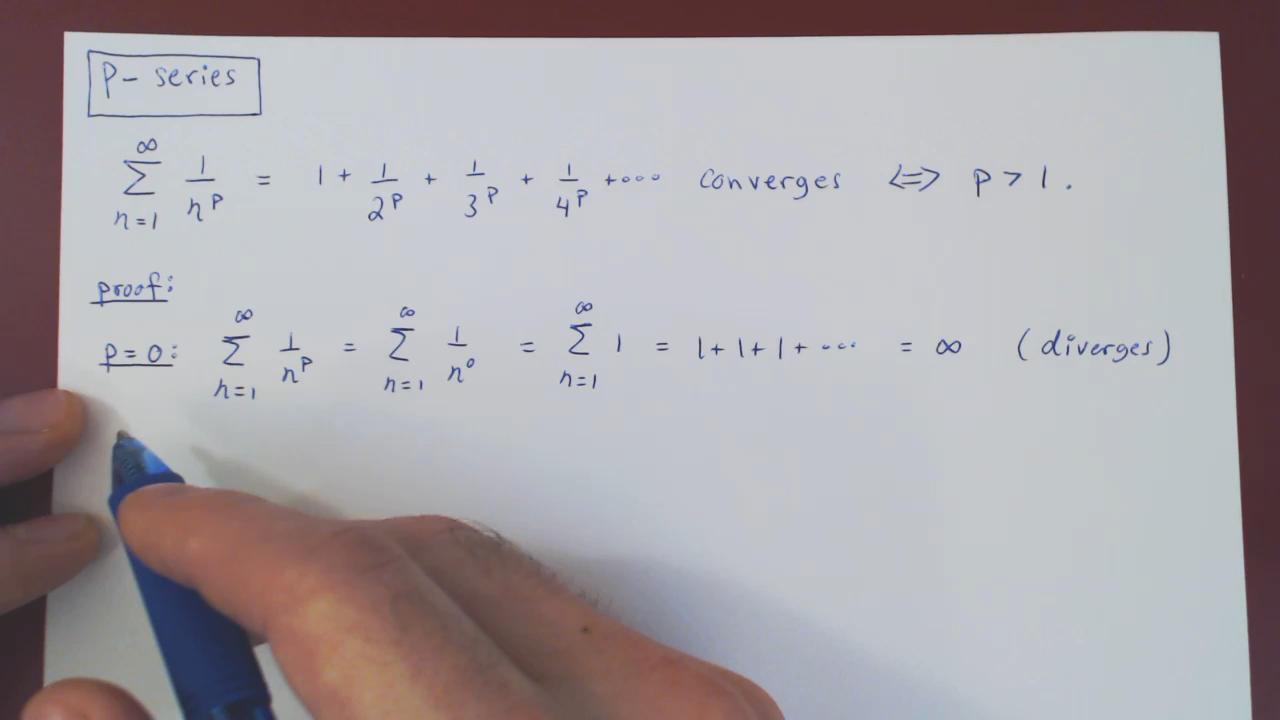 P- series
∞ ∑ n=1 1/n^p = 1 + 1/2^p + 1/3^p + 1/4^p + ∘∘∘ converges ⟺ p > 1 .
proof:
p=0: ∞ ∑ n=1 1/n^p = ∞ ∑ n=1 1/n^0 = ∞ ∑ n=1 1 = 1+1+1+ ∘∘∘ = ∞ (diverges)